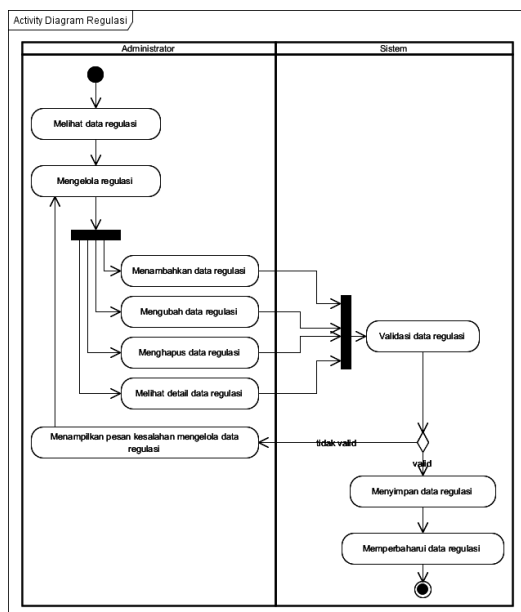 Activity Diagram Regulasi
Administrator
Sistem
Melihat data regulasi
Mengelola regulasi
Menambahkan data regulasi
Mengubah data regulasi
Menghapus data regulasi
Melihat detail data regulasi
Validasi data regulasi
Menampilkan pesan kesalahan mengelola data
regulasi
tidak valid
valid
Menyimpan data regulasi
Memperbaharui data regulasi